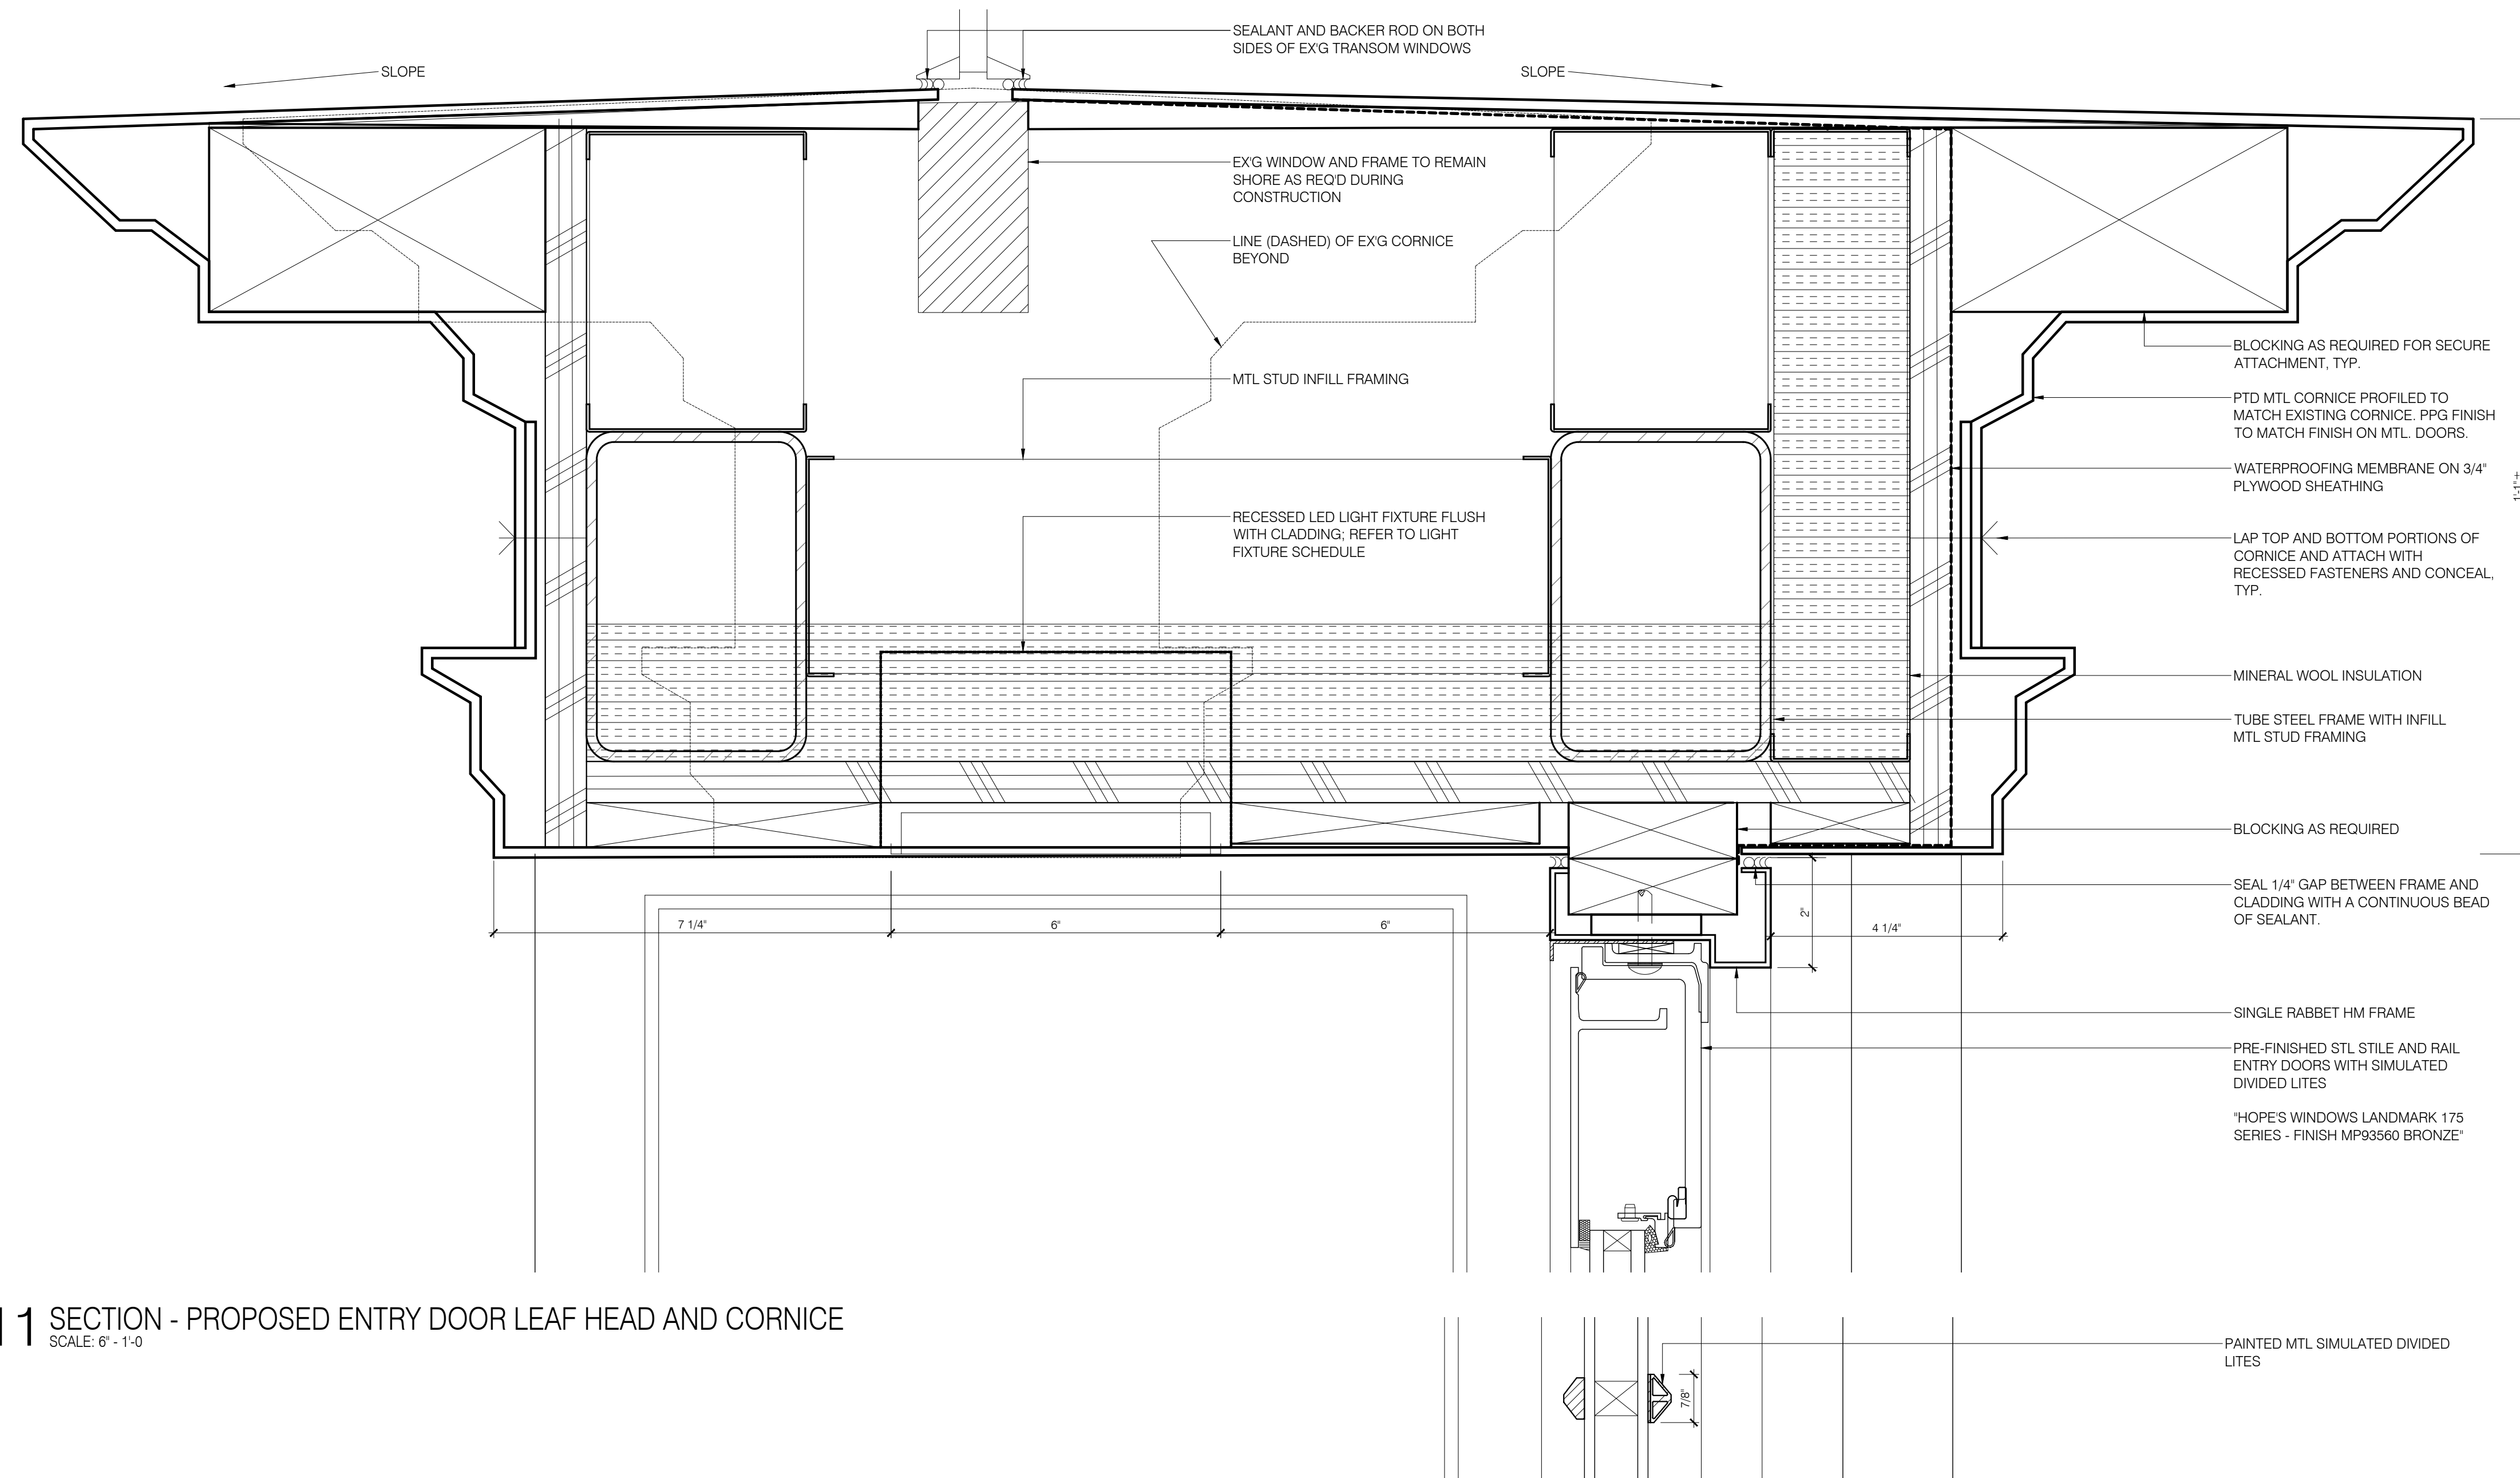 SEALANT AND BACKER ROD ON BOTH
SIDES OF EX'G TRANSOM WINDOWS
SLOPE
SLOPE
EX'G WINDOW AND FRAME TO REMAIN
SHORE AS REQ'D DURING
CONSTRUCTION
LINE (DASHED) OF EX'G CORNICE
BEYOND
MTL STUD INFILL FRAMING
RECESSED LED LIGHT FIXTURE FLUSH
WITH CLADDING; REFER TO LIGHT
FIXTURE SCHEDULE
BLOCKING AS REQUIRED FOR SECURE
ATTACHMENT, TYP.
PTD MTL CORNICE PROFILED TO
MATCH EXISTING CORNICE. PPG FINISH
TO MATCH FINISH ON MTL. DOORS.
WATERPROOFING MEMBRANE ON 3/4"
PLYWOOD SHEATHING
1'-1"+
LAP TOP AND BOTTOM PORTIONS OF
CORNICE AND ATTACH WITH
RECESSED FASTENERS AND CONCEAL,
TYP.
MINERAL WOOL INSULATION
TUBE STEEL FRAME WITH INFILL
MTL STUD FRAMING
BLOCKING AS REQUIRED
SEAL 1/4" GAP BETWEEN FRAME AND
CLADDING WITH A CONTINUOUS BEAD
OF SEALANT.
7 1/4"
6"
6"
2"
4 1/4"
SINGLE RABBET HM FRAME
PRE-FINISHED STL STILE AND RAIL
ENTRY DOORS WITH SIMULATED
DIVIDED LITES
"HOPE'S WINDOWS LANDMARK 175
SERIES - FINISH MP93560 BRONZE"
11 SECTION - PROPOSED ENTRY DOOR LEAF HEAD AND CORNICE
SCALE: 6" - 1'-0
PAINTED MTL SIMULATED DIVIDED
LITES
7/8"